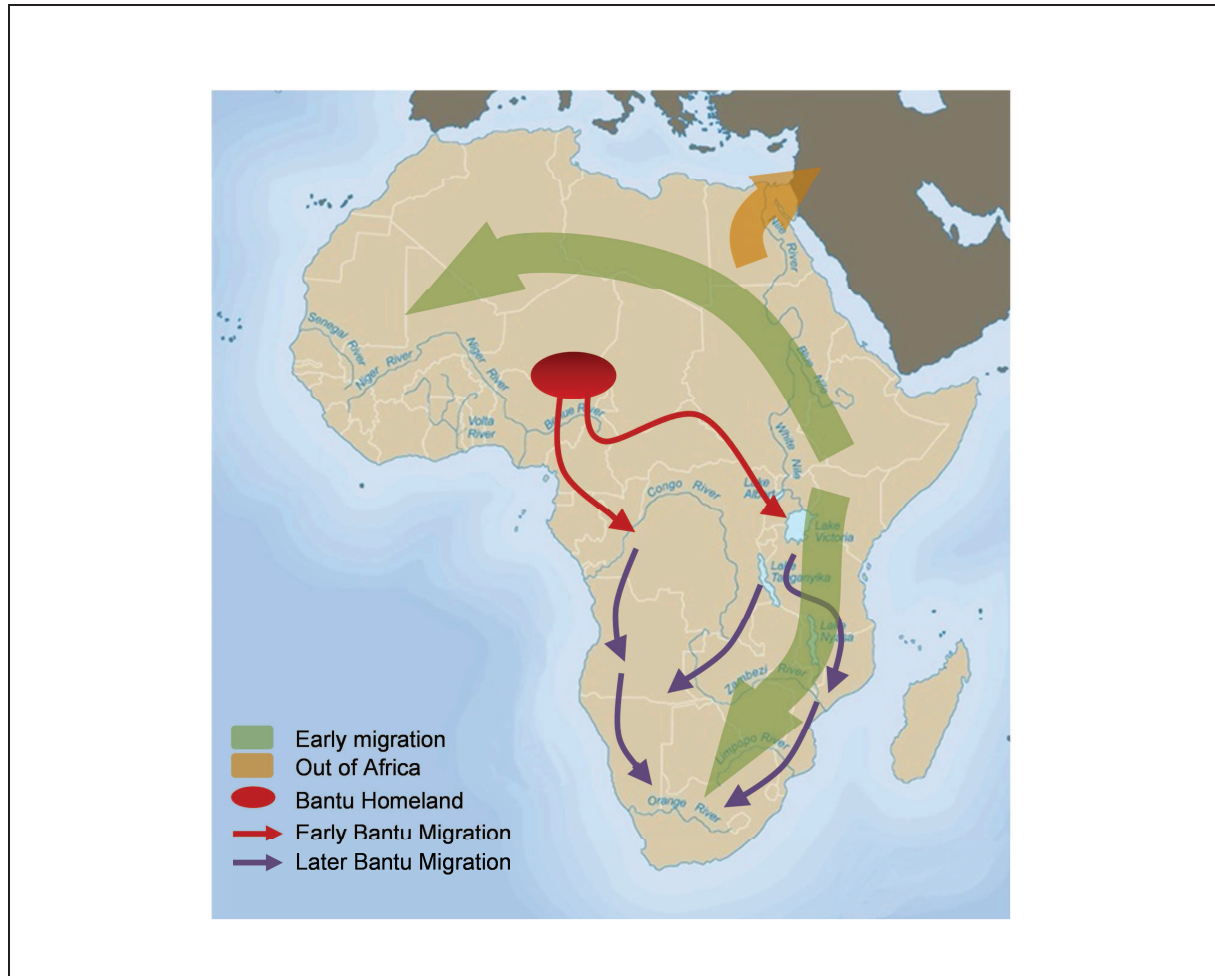 Nile River
Senegal
River
Niger River
Niger
River
Blue Nile
Volta
River
Benue River
White Nile
Congo River
Lake
Albert
Lake
Victoria
Lake
Tanganyika
Lake
Nyasa
Zambezi River
Limpopo River
Orange River
Early migration
Out of Africa
Bantu Homeland
Early Bantu Migration
Later Bantu Migration